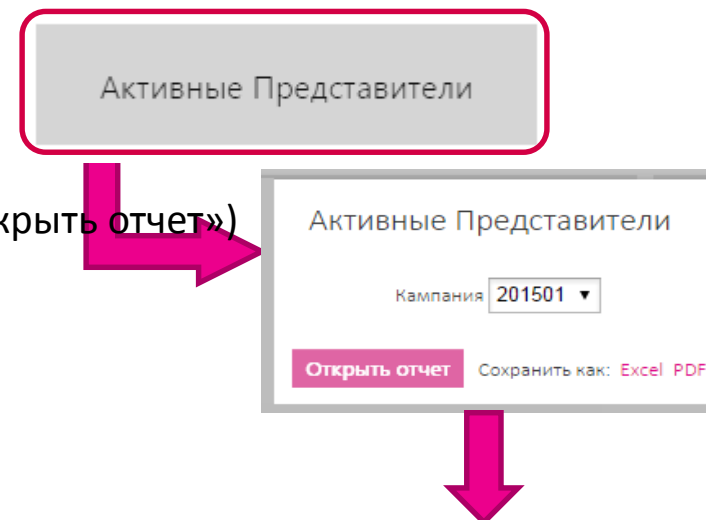 Активные Представители
крыть отчет»)
Активные Представители
Кампания 201501
Открыть отчет Сохранить как: Excel PDF